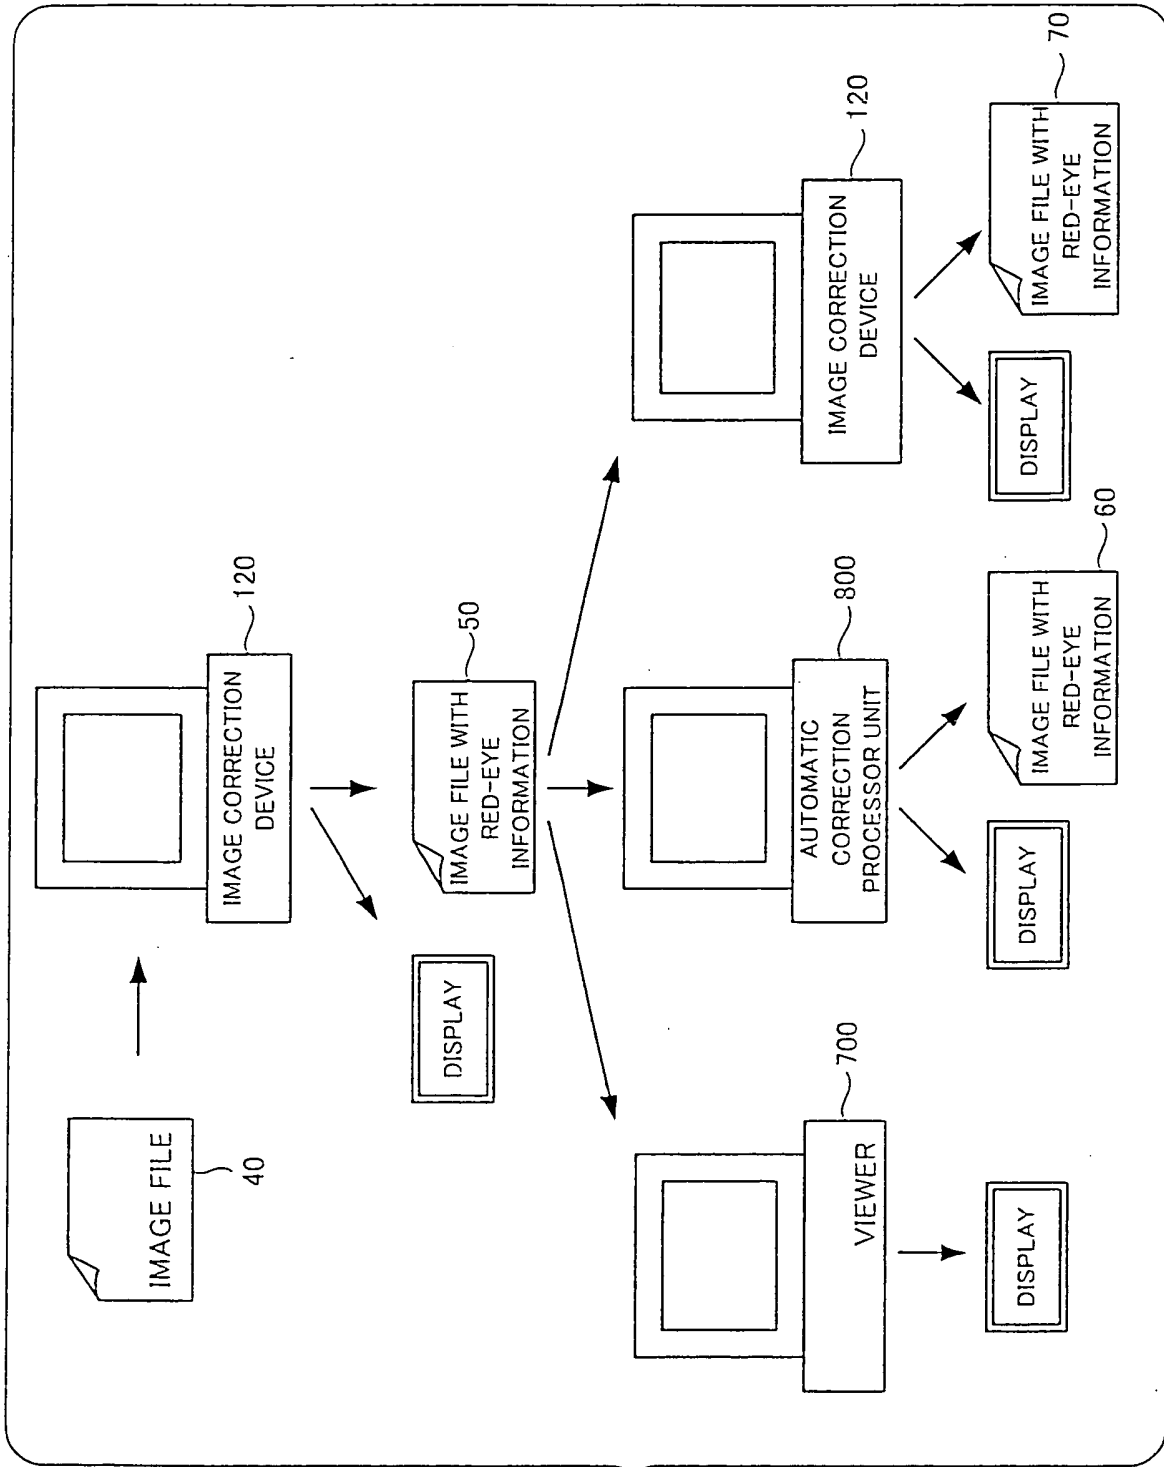 IMAGE FILE
40
IMAGE CORRECTION
DEVICE
120
DISPLAY
IMAGE FILE WITH
RED-EYE
INFORMATION
50
VIEWER
700
DISPLAY
AUTOMATIC
CORRECTION
PROCESSOR UNIT
800
DISPLAY
IMAGE FILE WITH
RED-EYE
INFORMATION
60
IMAGE CORRECTION
DEVICE
120
DISPLAY
IMAGE FILE WITH
RED-EYE
INFORMATION
70